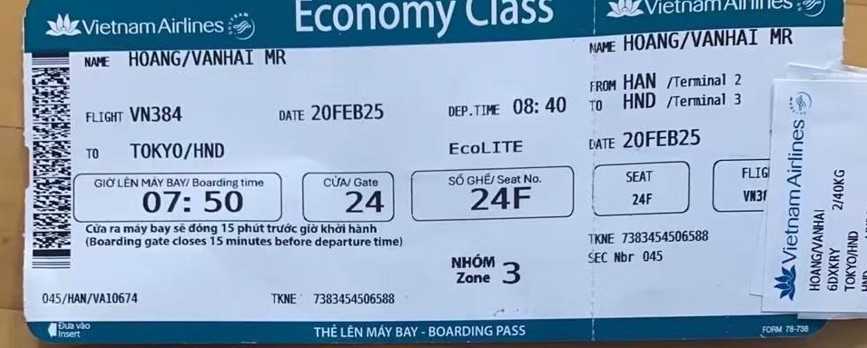 Economy Class
Vietnam Airlines
Vietnam Airlines
NAME HOANG/VANHAI MR
FLIGHT VN384 DATE 20FEB25 DEP.TIME 08:40
TO TOKYO/HND EcoLITE
GIỜ LÊN MÁY BAY/ Boarding time
07:50
CỬA/ Gate
24
SỐ GHẾ/ Seat No.
24F
Cửa ra máy bay sẽ đóng 15 phút trước giờ khởi hành
(Boarding gate closes 15 minutes before departure time)
NHÓM
Zone 3
045/HAN/VA10674 TKNE 7383454506588
Đưa vào
Insert
THẺ LÊN MÁY BAY - BOARDING PASS
NAME HOANG/VANHAI MR
FROM HAN /Terminal 2
TO HND /Terminal 3
DATE 20FEB25
SEAT
24F
FLIG
VN3
TKNE 7383454506588
SEC Nbr 045
FORM 78-738
Vietnam Airlines
HOANG/VANHAI
6DXKRY 2/40KG
TOKYO/HND